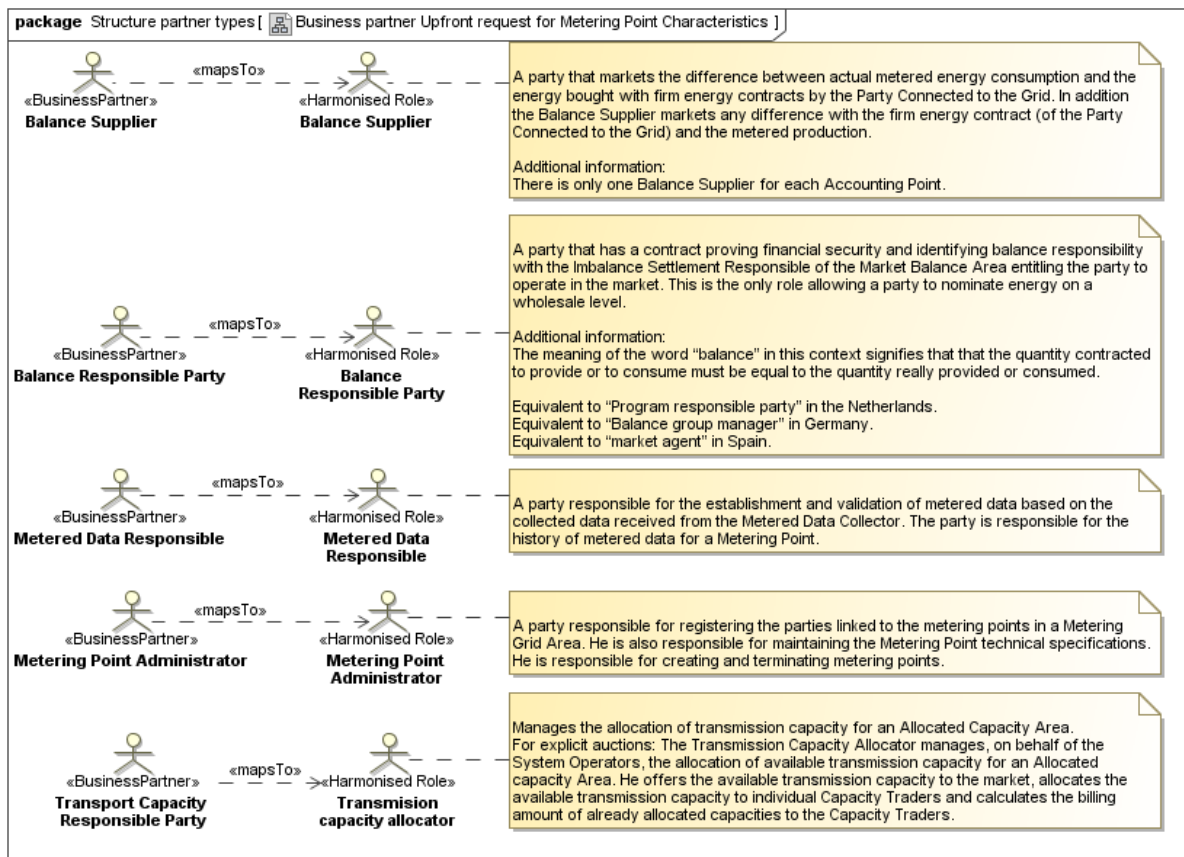 package Structure partner types [ Business partner Upfront request for Metering Point Characteristics ]
«mapsTo»
«BusinessPartner»
Balance Supplier
«Harmonised Role»
Balance Supplier
A party that markets the difference between actual metered energy consumption and the
energy bought with firm energy contracts by the Party Connected to the Grid. In addition
the Balance Supplier markets any difference with the firm energy contract (of the Party
Connected to the Grid) and the metered production.
Additional information:
There is only one Balance Supplier for each Accounting Point.
«mapsTo»
«BusinessPartner»
Balance Responsible Party
«Harmonised Role»
Balance
Responsible Party
A party that has a contract proving financial security and identifying balance responsibility
with the Imbalance Settlement Responsible of the Market Balance Area entitling the party to
operate in the market. This is the only role allowing a party to nominate energy on a
wholesale level.
Additional information:
The meaning of the word “balance” in this context signifies that that the quantity contracted
to provide or to consume must be equal to the quantity really provided or consumed.
Equivalent to “Program responsible party” in the Netherlands.
Equivalent to “Balance group manager” in Germany.
Equivalent to “market agent” in Spain.
«mapsTo»
«BusinessPartner»
Metered Data Responsible
«Harmonised Role»
Metered Data
Responsible
A party responsible for the establishment and validation of metered data based on the
collected data received from the Metered Data Collector. The party is responsible for the
history of metered data for a Metering Point.
«mapsTo»
«BusinessPartner»
Metering Point Administrator
«Harmonised Role»
Metering Point
Administrator
A party responsible for registering the parties linked to the metering points in a Metering
Grid Area. He is also responsible for maintaining the Metering Point technical specifications.
He is responsible for creating and terminating metering points.
«mapsTo»
«BusinessPartner»
Transport Capacity
Responsible Party
«Harmonised Role»
Transmision
capacity allocator
Manages the allocation of transmission capacity for an Allocated Capacity Area.
For explicit auctions: The Transmission Capacity Allocator manages, on behalf of the
System Operators, the allocation of available transmission capacity for an Allocated
capacity Area. He offers the available transmission capacity to the market, allocates the
available transmission capacity to individual Capacity Traders and calculates the billing
amount of already allocated capacities to the Capacity Traders.